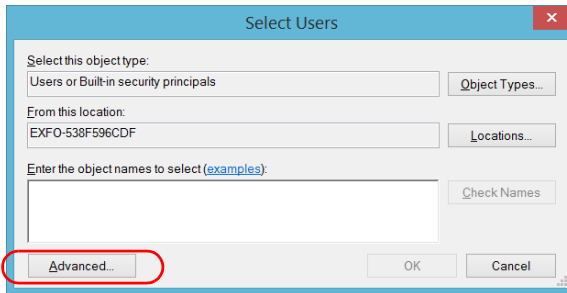 Select Users
Select this object type:
Users or Built-in security principals
Object Types...
From this location:
EXFO-538F596CDF
Locations...
Enter the object names to select (examples):
Check Names
Advanced...
OK
Cancel